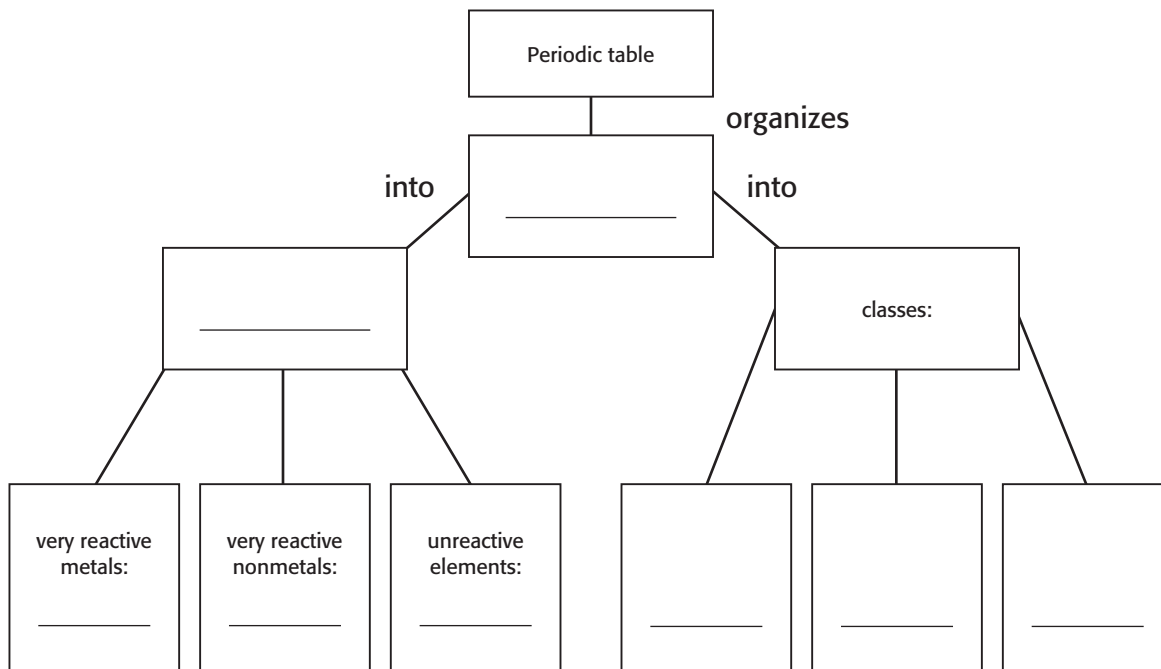 Periodic table
organizes
into
into
classes:
very reactive
metals:
very reactive
nonmetals:
unreactive
elements: